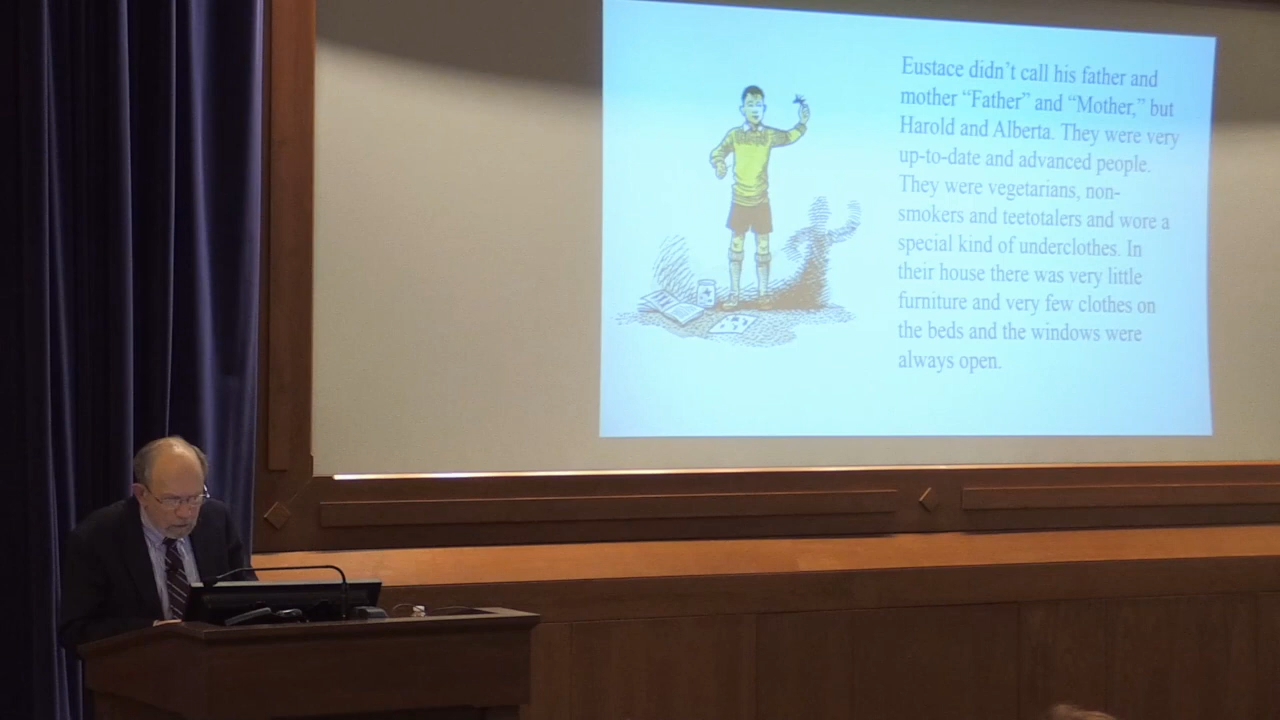 Eustace didn’t call his father and
mother “Father” and “Mother,” but
Harold and Alberta. They were very
up-to-date and advanced people.
They were vegetarians, non-
smokers and teetotalers and wore a
special kind of underclothes. In
their house there was very little
furniture and very few clothes on
the beds and the windows were
always open.